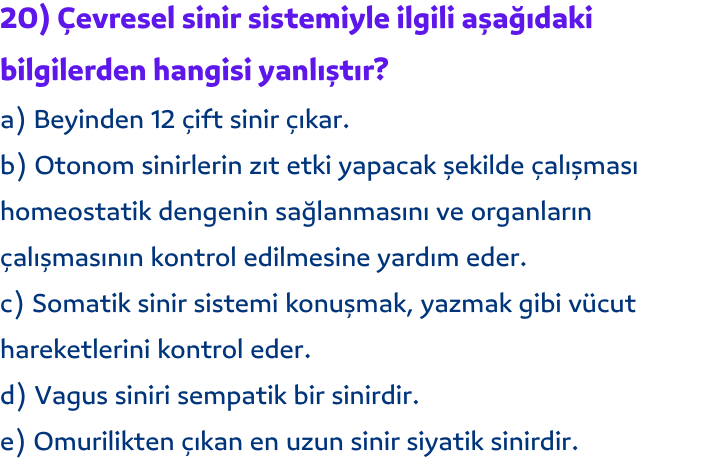 20) Çevresel sinir sistemiyle ilgili aşağıdaki
bilgilerden hangisi yanlıştır?
a) Beyinden 12 çift sinir çıkar.
b) Otonom sinirlerin zıt etki yapacak şekilde çalışması
homeostatik dengenin sağlanmasını ve organların
çalışmasının kontrol edilmesine yardım eder.
c) Somatik sinir sistemi konuşmak, yazmak gibi vücut
hareketlerini kontrol eder.
d) Vagus siniri sempatik bir sinirdir.
e) Omurilikten çıkan en uzun sinir siyatik sinirdir.